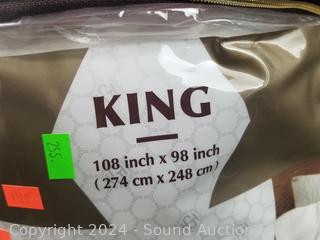 KING
108 inch x 98 inch
(274 cm x 248 cm)
255.
Copyright 2024 - Sound Auction